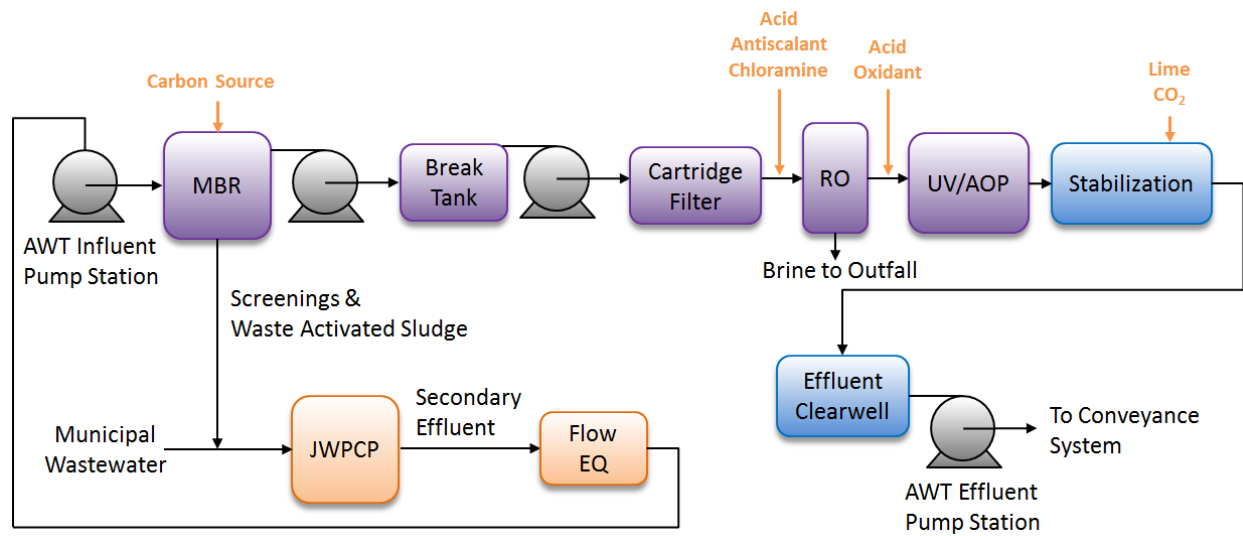 Carbon Source
Acid
Antiscalant
Chloramine
Acid
Oxidant
Lime
CO₂
MBR
Break
Tank
Cartridge
Filter
RO
UV/AOP
Stabilization
AWT Influent
Pump Station
Brine to Outfall
Screenings &
Waste Activated Sludge
Municipal
Wastewater
JWPCP
Secondary
Effluent
Flow
EQ
Effluent
Clearwell
To Conveyance
System
AWT Effluent
Pump Station